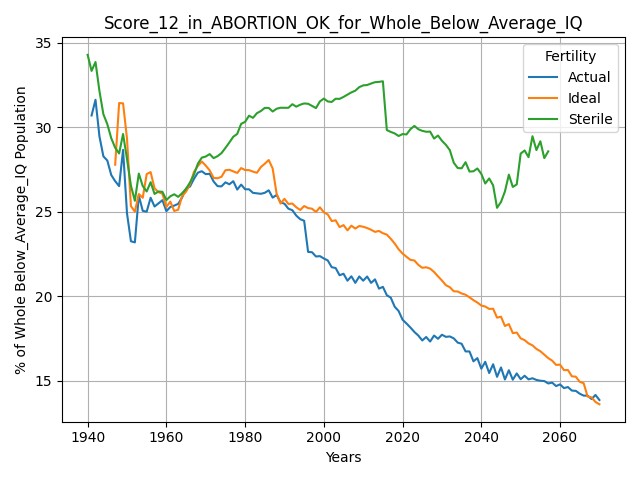 Score_12_in_ABORTION_OK_for_Whole_Below_Average_IQ
% of Whole Below_Average_IQ Population
35
30
25
20
15
Fertility
Actual
Ideal
Sterile
1940
1960
1980
2000
2020
2040
2060
Years